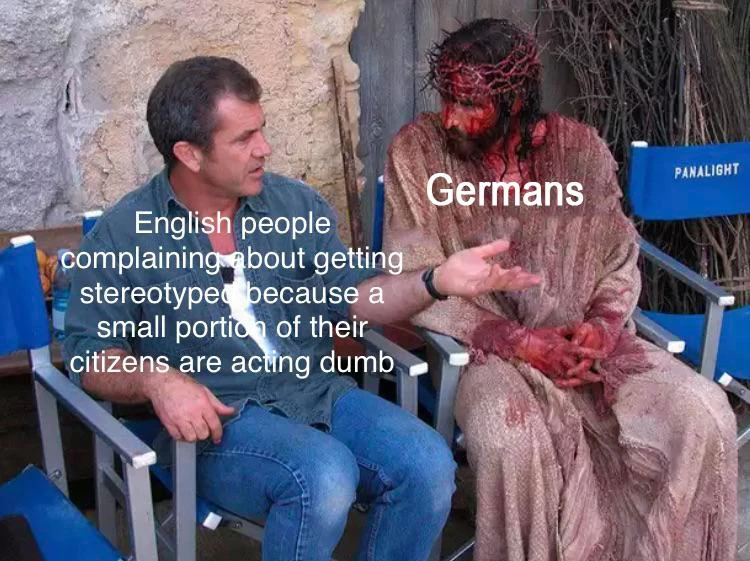 PANALIGHT
Germans
English people
complaining about getting
stereotyped because a
small portion of their
citizens are acting dumb